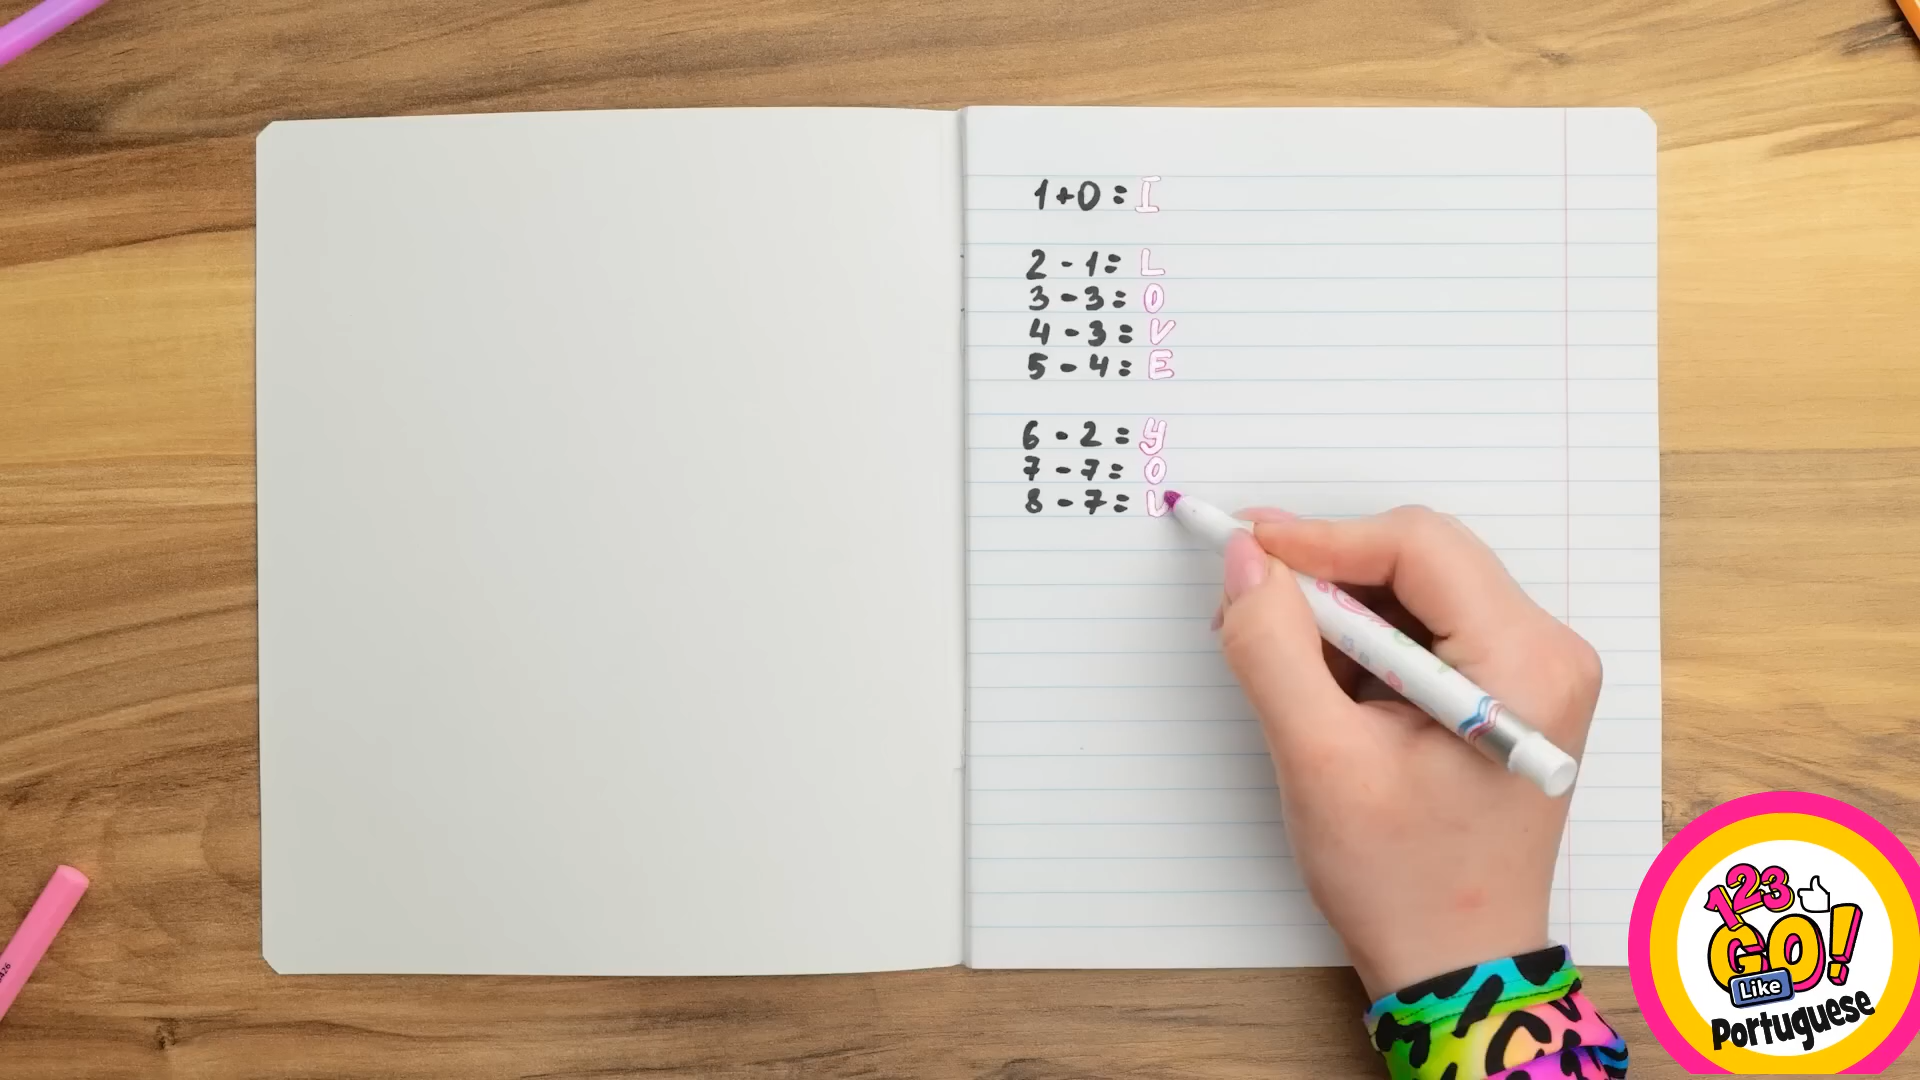 1+0=I
2-1=L
3-3=O
4-3=V
5-4=E
6-2=y
7-7=O
8-7=U
123
GO!
Like
Portuguese